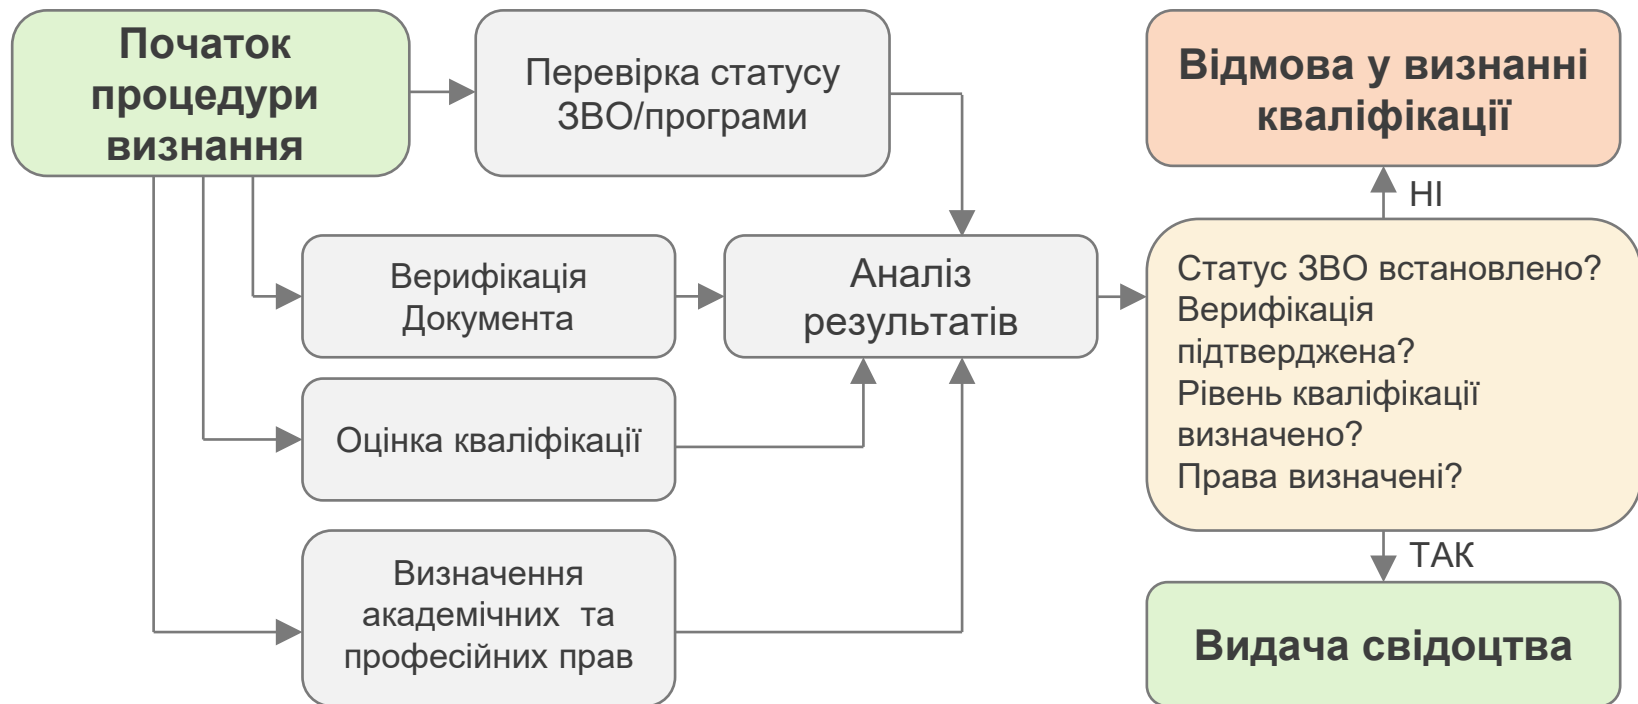 Початок
процедури
визнання
Перевірка статусу
ЗВО/програми
Відмова у визнанні
кваліфікації
НІ
Верифікація
Документа
Аналіз
результатів
Статус ЗВО встановлено?
Верифікація
підтверджена?
Рівень кваліфікації
визначено?
Права визначені?
Оцінка кваліфікації
Визначення
академічних та
професійних прав
ТАК
Видача свідоцтва